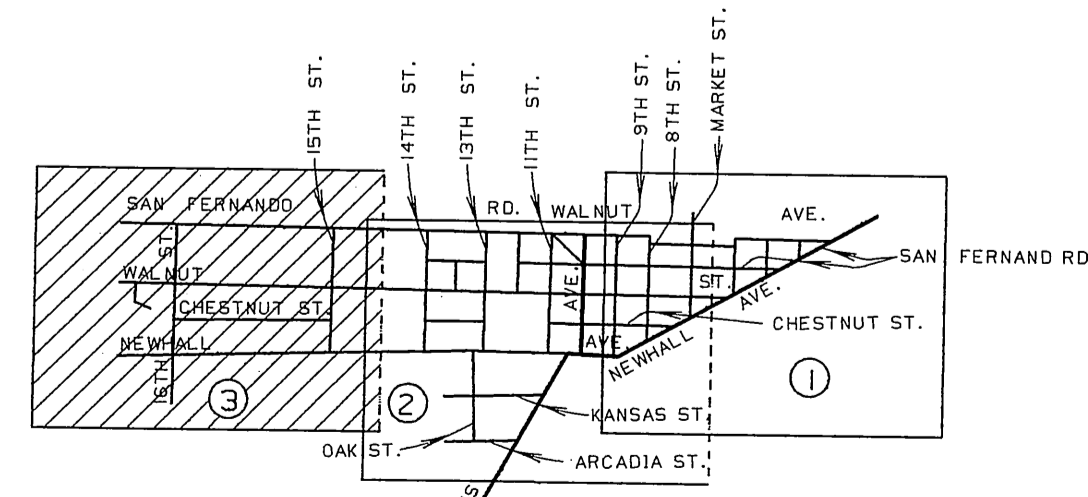 15TH ST.
14TH ST.
13TH ST.
11TH ST.
9TH ST.
8TH ST.
MARKET ST.
SAN FERNANDO RD. WALNUT AVE.
SAN FERNAND RD
ST.
WALNUT ST.
AVE.
AVE.
CHESTNUT ST.
CHESTNUT ST.
NEWHALL AVE.
NEWHALL
16TH
3
2
1
KANSAS ST.
OAK ST.
ARCADIA ST.
S